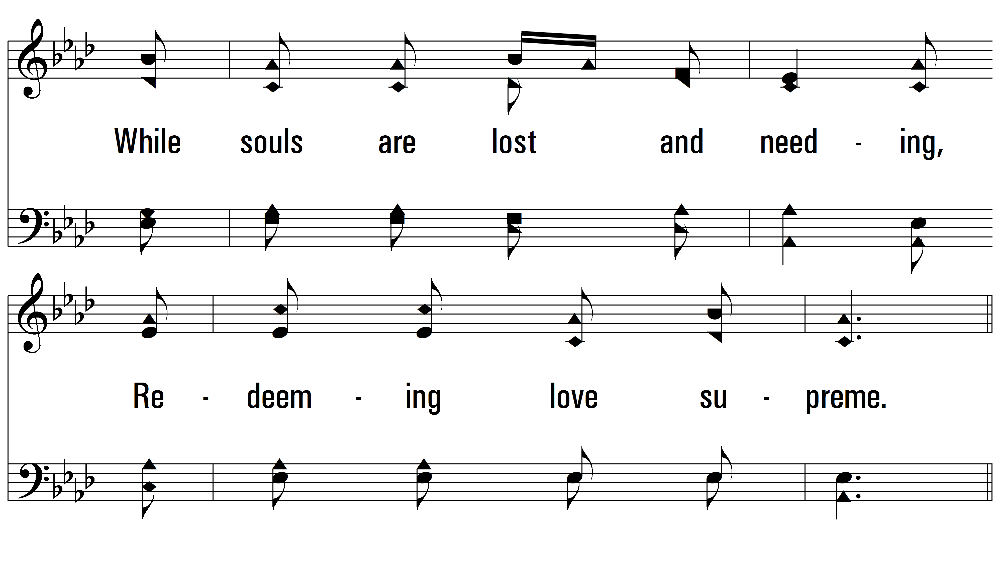 While souls are lost and need - ing,
Re - deem - ing love su - preme.